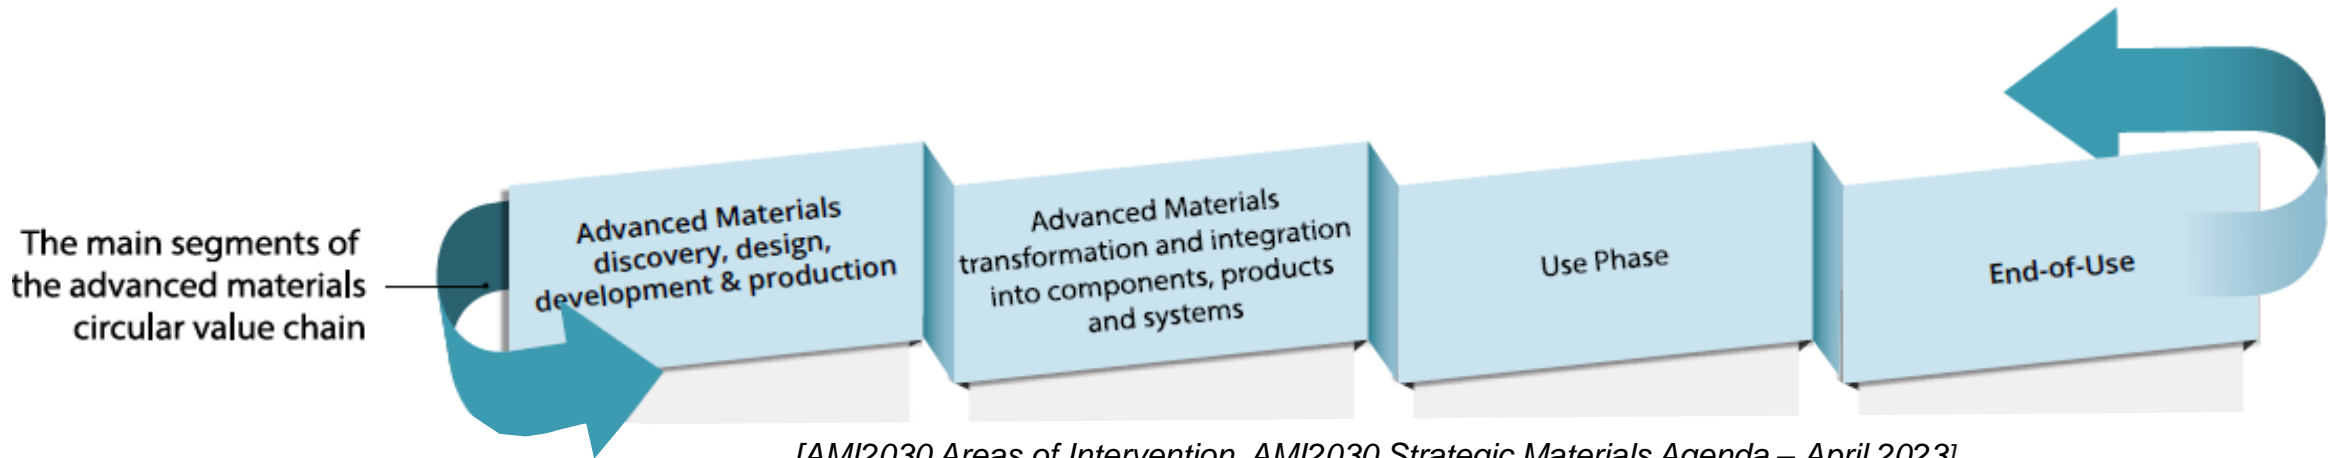 The main segments of
the advanced materials
circular value chain
Advanced Materials
discovery, design,
development & production
Advanced Materials
transformation and integration
into components, products
and systems
Use Phase
End-of-Use
[AMI2030 Areas of Intervention, AMI2030 Strategic Materials Agenda – April 2023]